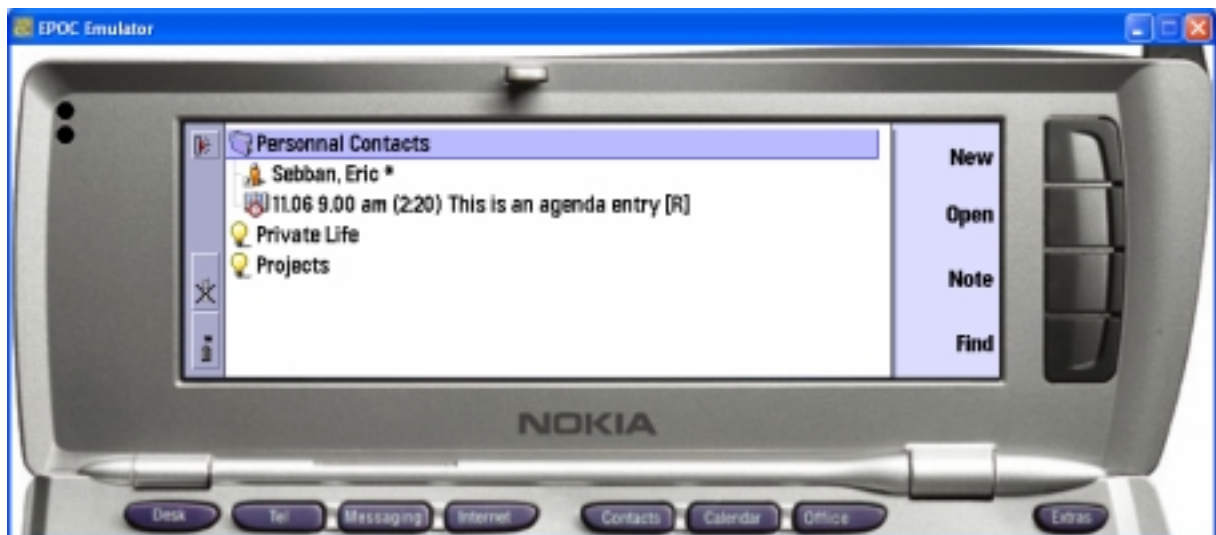 EPOC Emulator
Personnal Contacts
Sebban, Eric *
11.06 9.00 am (2:20) This is an agenda entry [R]
Private Life
Projects
New
Open
Note
Find
NOKIA
Desk Tel Messaging Internet Contacts Calendar Office Extras